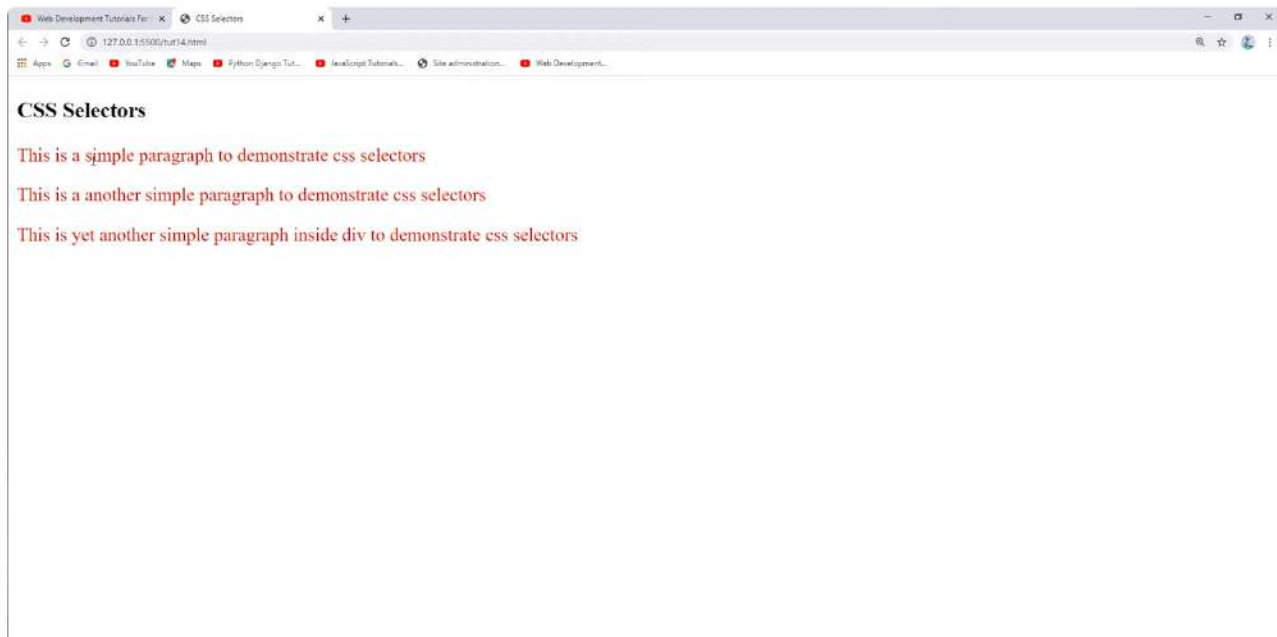 Web Development Tutorials For
CSS Selectors
127.0.0.1:5500/tut14.html
Apps
Gmail
YouTube
Maps
Python Django Tut...
JavaScript Tutorials...
Site administration...
Web Development...
CSS Selectors
This is a simple paragraph to demonstrate css selectors
This is a another simple paragraph to demonstrate css selectors
This is yet another simple paragraph inside div to demonstrate css selectors